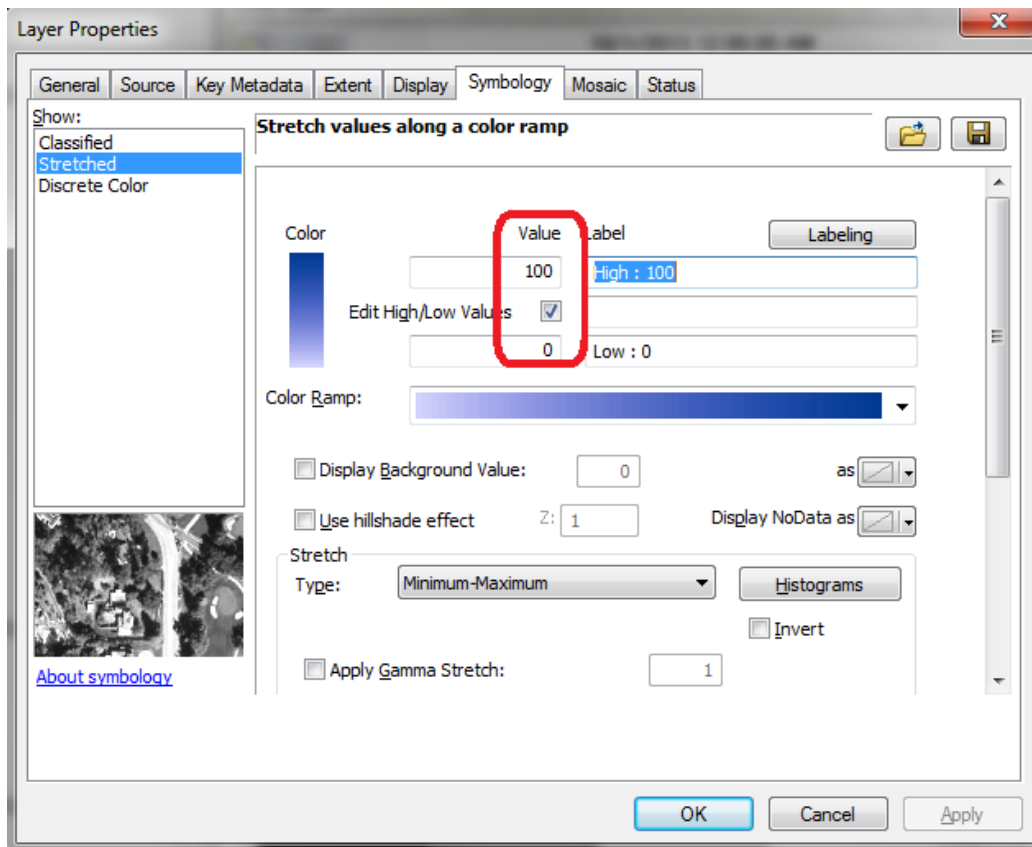 Layer Properties
General Source Key Metadata Extent Display Symbology Mosaic Status
Show:
Classified
Stretched
Discrete Color
Stretch values along a color ramp
Color Value Label Labeling
100 High : 100
Edit High/Low Values
0 Low : 0
Color Ramp:
Display Background Value: 0 as
Use hillshade effect Z: 1 Display NoData as
Stretch
Type: Minimum-Maximum Histograms
Invert
Apply Gamma Stretch: 1
About symbology
OK Cancel Apply